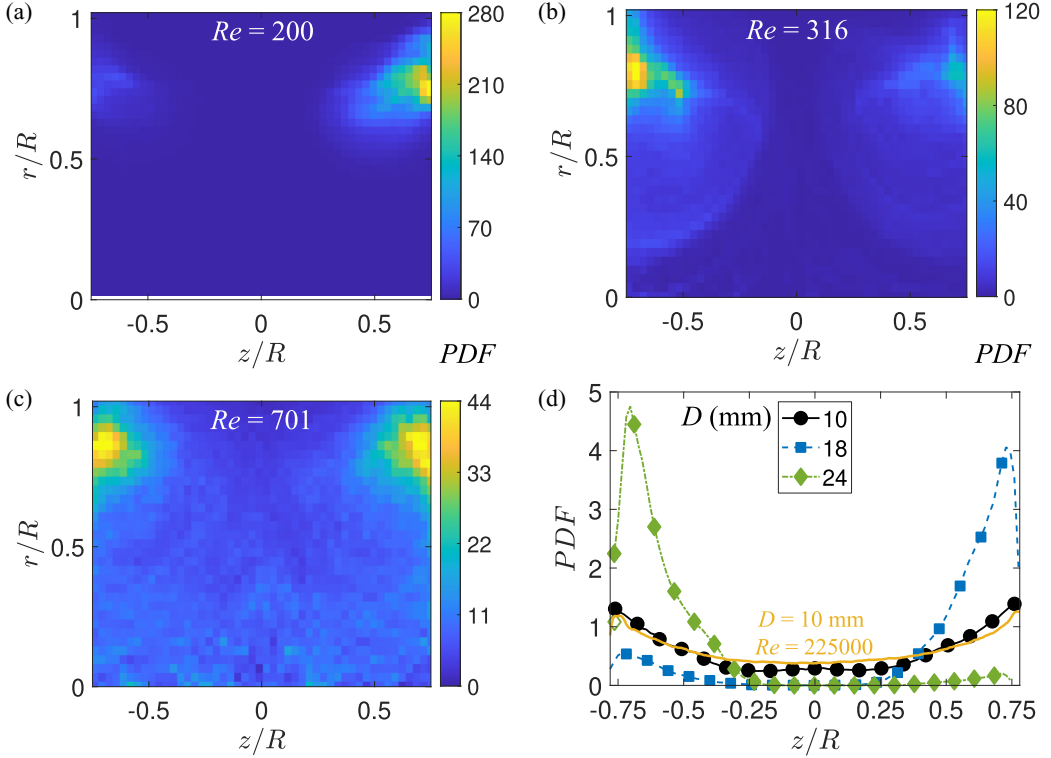 (a)
Re = 200
280
210
140
70
0
1
0.5
0
r/R
-0.5
0
0.5
z/R
PDF
(b)
Re = 316
120
80
40
0
1
0.5
0
r/R
-0.5
0
0.5
z/R
PDF
(c)
Re = 701
44
33
22
11
0
1
0.5
0
r/R
-0.5
0
0.5
z/R
(d)
5
4
3
2
1
0
PDF
D (mm)
10
18
24
D = 10 mm
Re = 225000
-0.75
-0.5
-0.25
0
0.25
0.5
0.75
z/R